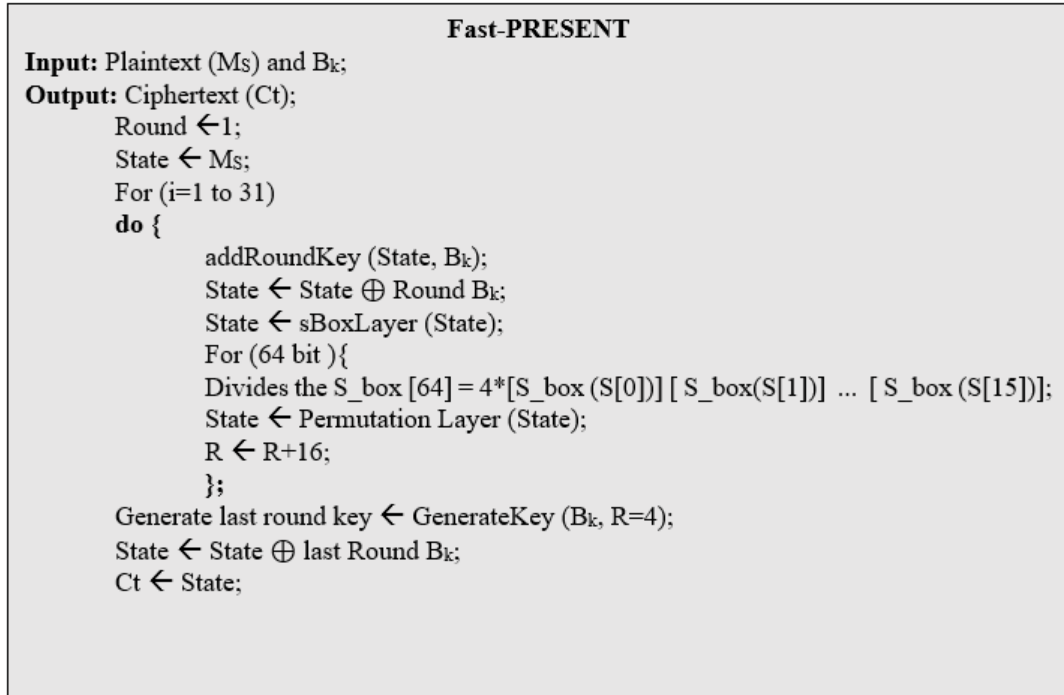 Fast-PRESENT
Input: Plaintext (Ms) and Bk;
Output: Ciphertext (Ct);
Round ←1;
State ← Ms;
For (i=1 to 31)
do {
addRoundKey (State, Bk);
State ← State ⊕ Round Bk;
State ← sBoxLayer (State);
For (64 bit ){
Divides the S_box [64] = 4*[S_box (S[0])] [ S_box(S[1])] ... [ S_box (S[15])];
State ← Permutation Layer (State);
R ← R+16;
};
Generate last round key ← GenerateKey (Bk, R=4);
State ← State ⊕ last Round Bk;
Ct ← State;